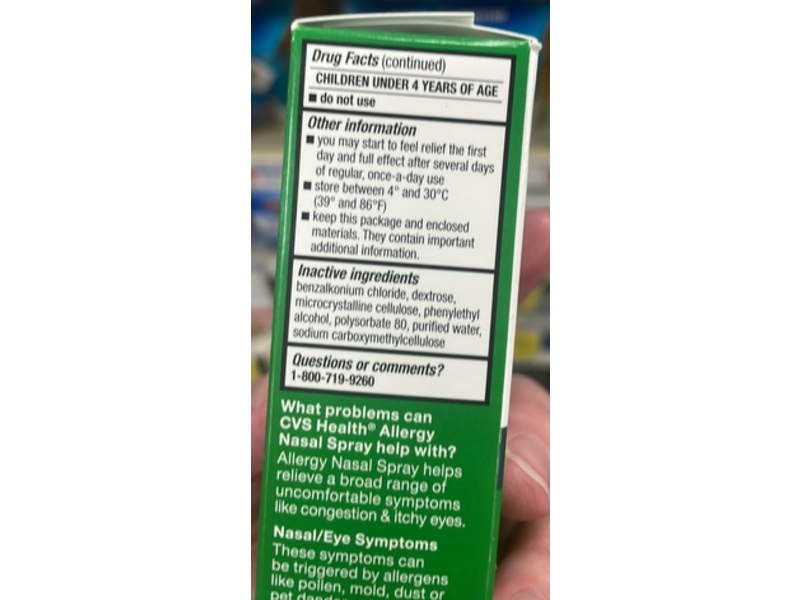 Drug Facts (continued)
CHILDREN UNDER 4 YEARS OF AGE
■ do not use
Other information
■ you may start to feel relief the first
day and full effect after several days
of regular, once-a-day use
■ store between 4° and 30°C
(39° and 86°F)
■ keep this package and enclosed
materials. They contain important
additional information.
Inactive ingredients
benzalkonium chloride, dextrose,
microcrystalline cellulose, phenylethyl
alcohol, polysorbate 80, purified water,
sodium carboxymethylcellulose
Questions or comments?
1-800-719-9260
What problems can
CVS Health® Allergy
Nasal Spray help with?
Allergy Nasal Spray helps
relieve a broad range of
uncomfortable symptoms
like congestion & itchy eyes.
Nasal/Eye Symptoms
These symptoms can
be triggered by allergens
like pollen, mold, dust or
pet